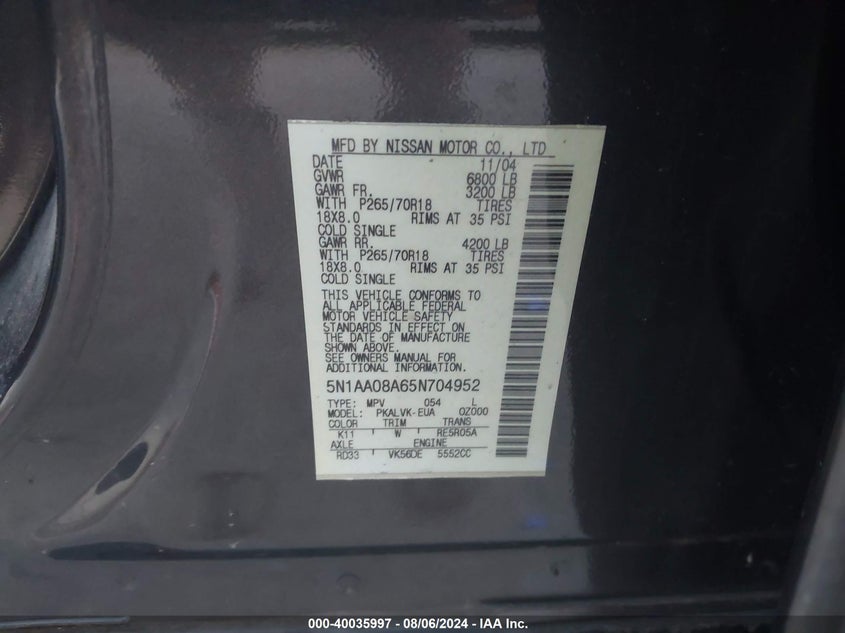 MFD BY NISSAN MOTOR CO., LTD
DATE 11/04
GVWR 6800 LB
GAWR FR. 3200 LB
WITH P265/70R18 TIRES
18X8.0 RIMS AT 35 PSI
COLD SINGLE
GAWR RR. 4200 LB
WITH P265/70R18 TIRES
18X8.0 RIMS AT 35 PSI
COLD SINGLE
THIS VEHICLE CONFORMS TO
ALL APPLICABLE FEDERAL
MOTOR VEHICLE SAFETY
STANDARDS IN EFFECT ON
THE DATE OF MANUFACTURE
SHOWN ABOVE.
SEE OWNERS MANUAL FOR
ADDITIONAL INFORMATION.
5N1AA08A65N704952
TYPE: MPV 054 L
MODEL: PKALVK-EUA 0Z000
COLOR TRIM TRANS
K11 W RE5R05A
AXLE ENGINE
RD33 VK56DE 5552CC
000-40035997 - 08/06/2024 - IAA Inc.